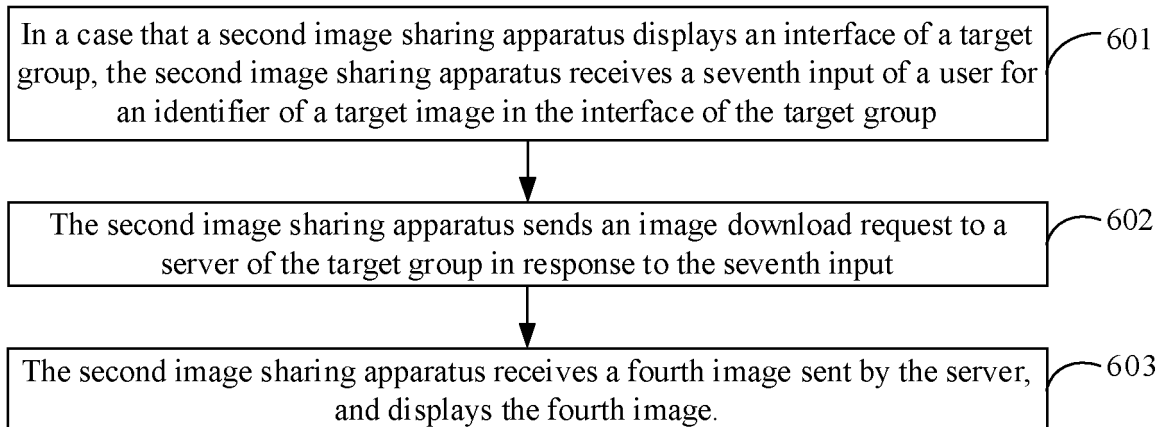 In a case that a second image sharing apparatus displays an interface of a target
group, the second image sharing apparatus receives a seventh input of a user for
an identifier of a target image in the interface of the target group
601
The second image sharing apparatus sends an image download request to a
server of the target group in response to the seventh input
602
The second image sharing apparatus receives a fourth image sent by the server,
and displays the fourth image.
603